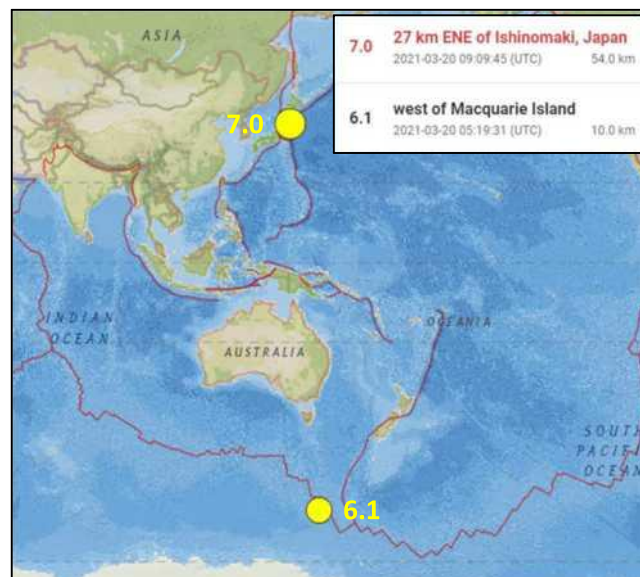 ASIA
7.0 27 km ENE of Ishinomaki, Japan
2021-03-20 09:09:45 (UTC) 54.0 km
6.1 west of Macquarie Island
2021-03-20 05:19:31 (UTC) 10.0 km
7.0
INDIAN
OCEAN
OCEANIA
AUSTRALIA
SOUTH
PACIFIC
OCEAN
6.1